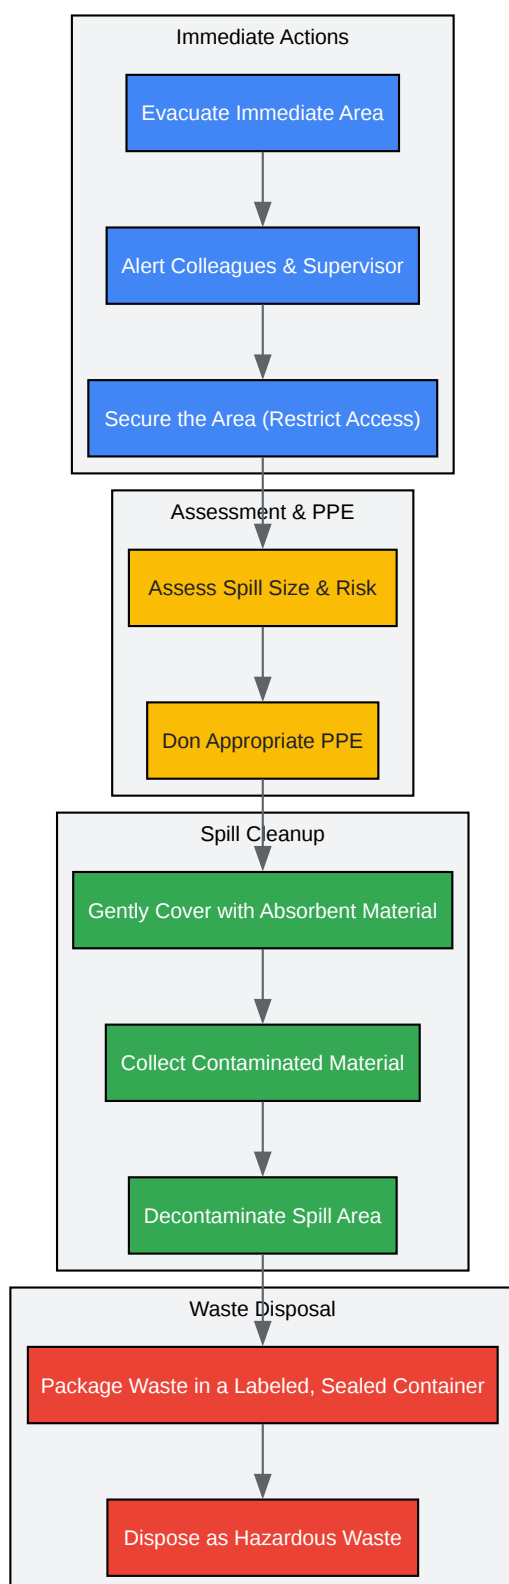 Immediate Actions
Evacuate Immediate Area
Alert Colleagues & Supervisor
Secure the Area (Restrict Access)
Assessment & PPE
Assess Spill Size & Risk
Don Appropriate PPE
Spill Cleanup
Gently Cover with Absorbent Material
Collect Contaminated Material
Decontaminate Spill Area
Waste Disposal
Package Waste in a Labeled, Sealed Container
Dispose as Hazardous Waste